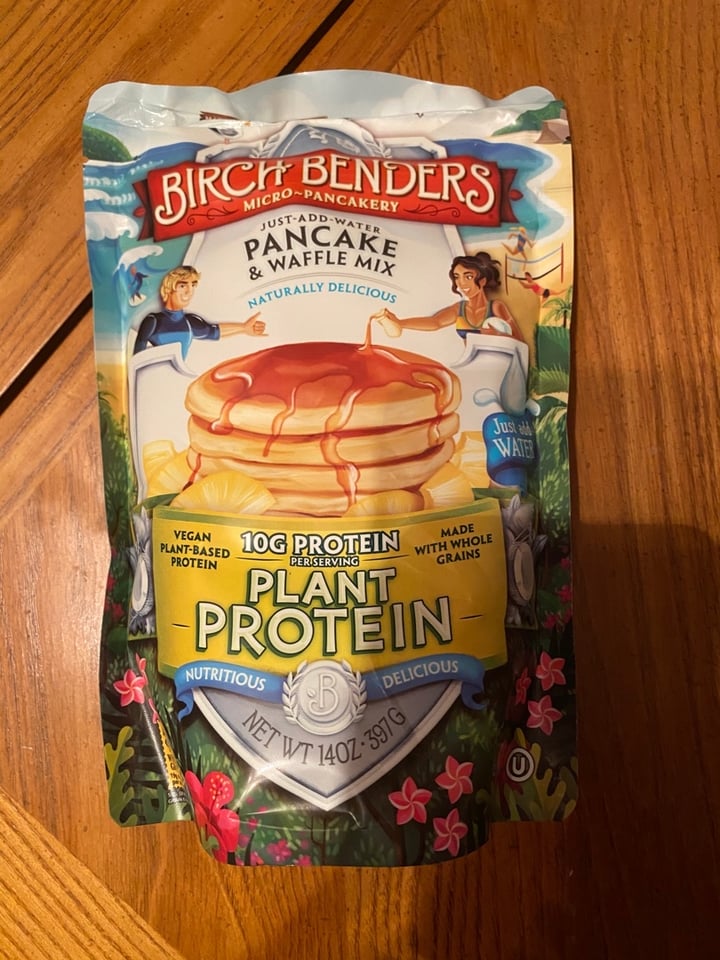 BIRCH BENDERS
MICRO~PANCAKERY
JUST-ADD-WATER
PANCAKE
& WAFFLE MIX
NATURALLY DELICIOUS
Just add
WATER
VEGAN
PLANT-BASED
PROTEIN
10G PROTEIN
PER SERVING
MADE
WITH WHOLE
GRAINS
PLANT
PROTEIN
NUTRITIOUS
DELICIOUS
B
NET WT 14OZ · 397G
U